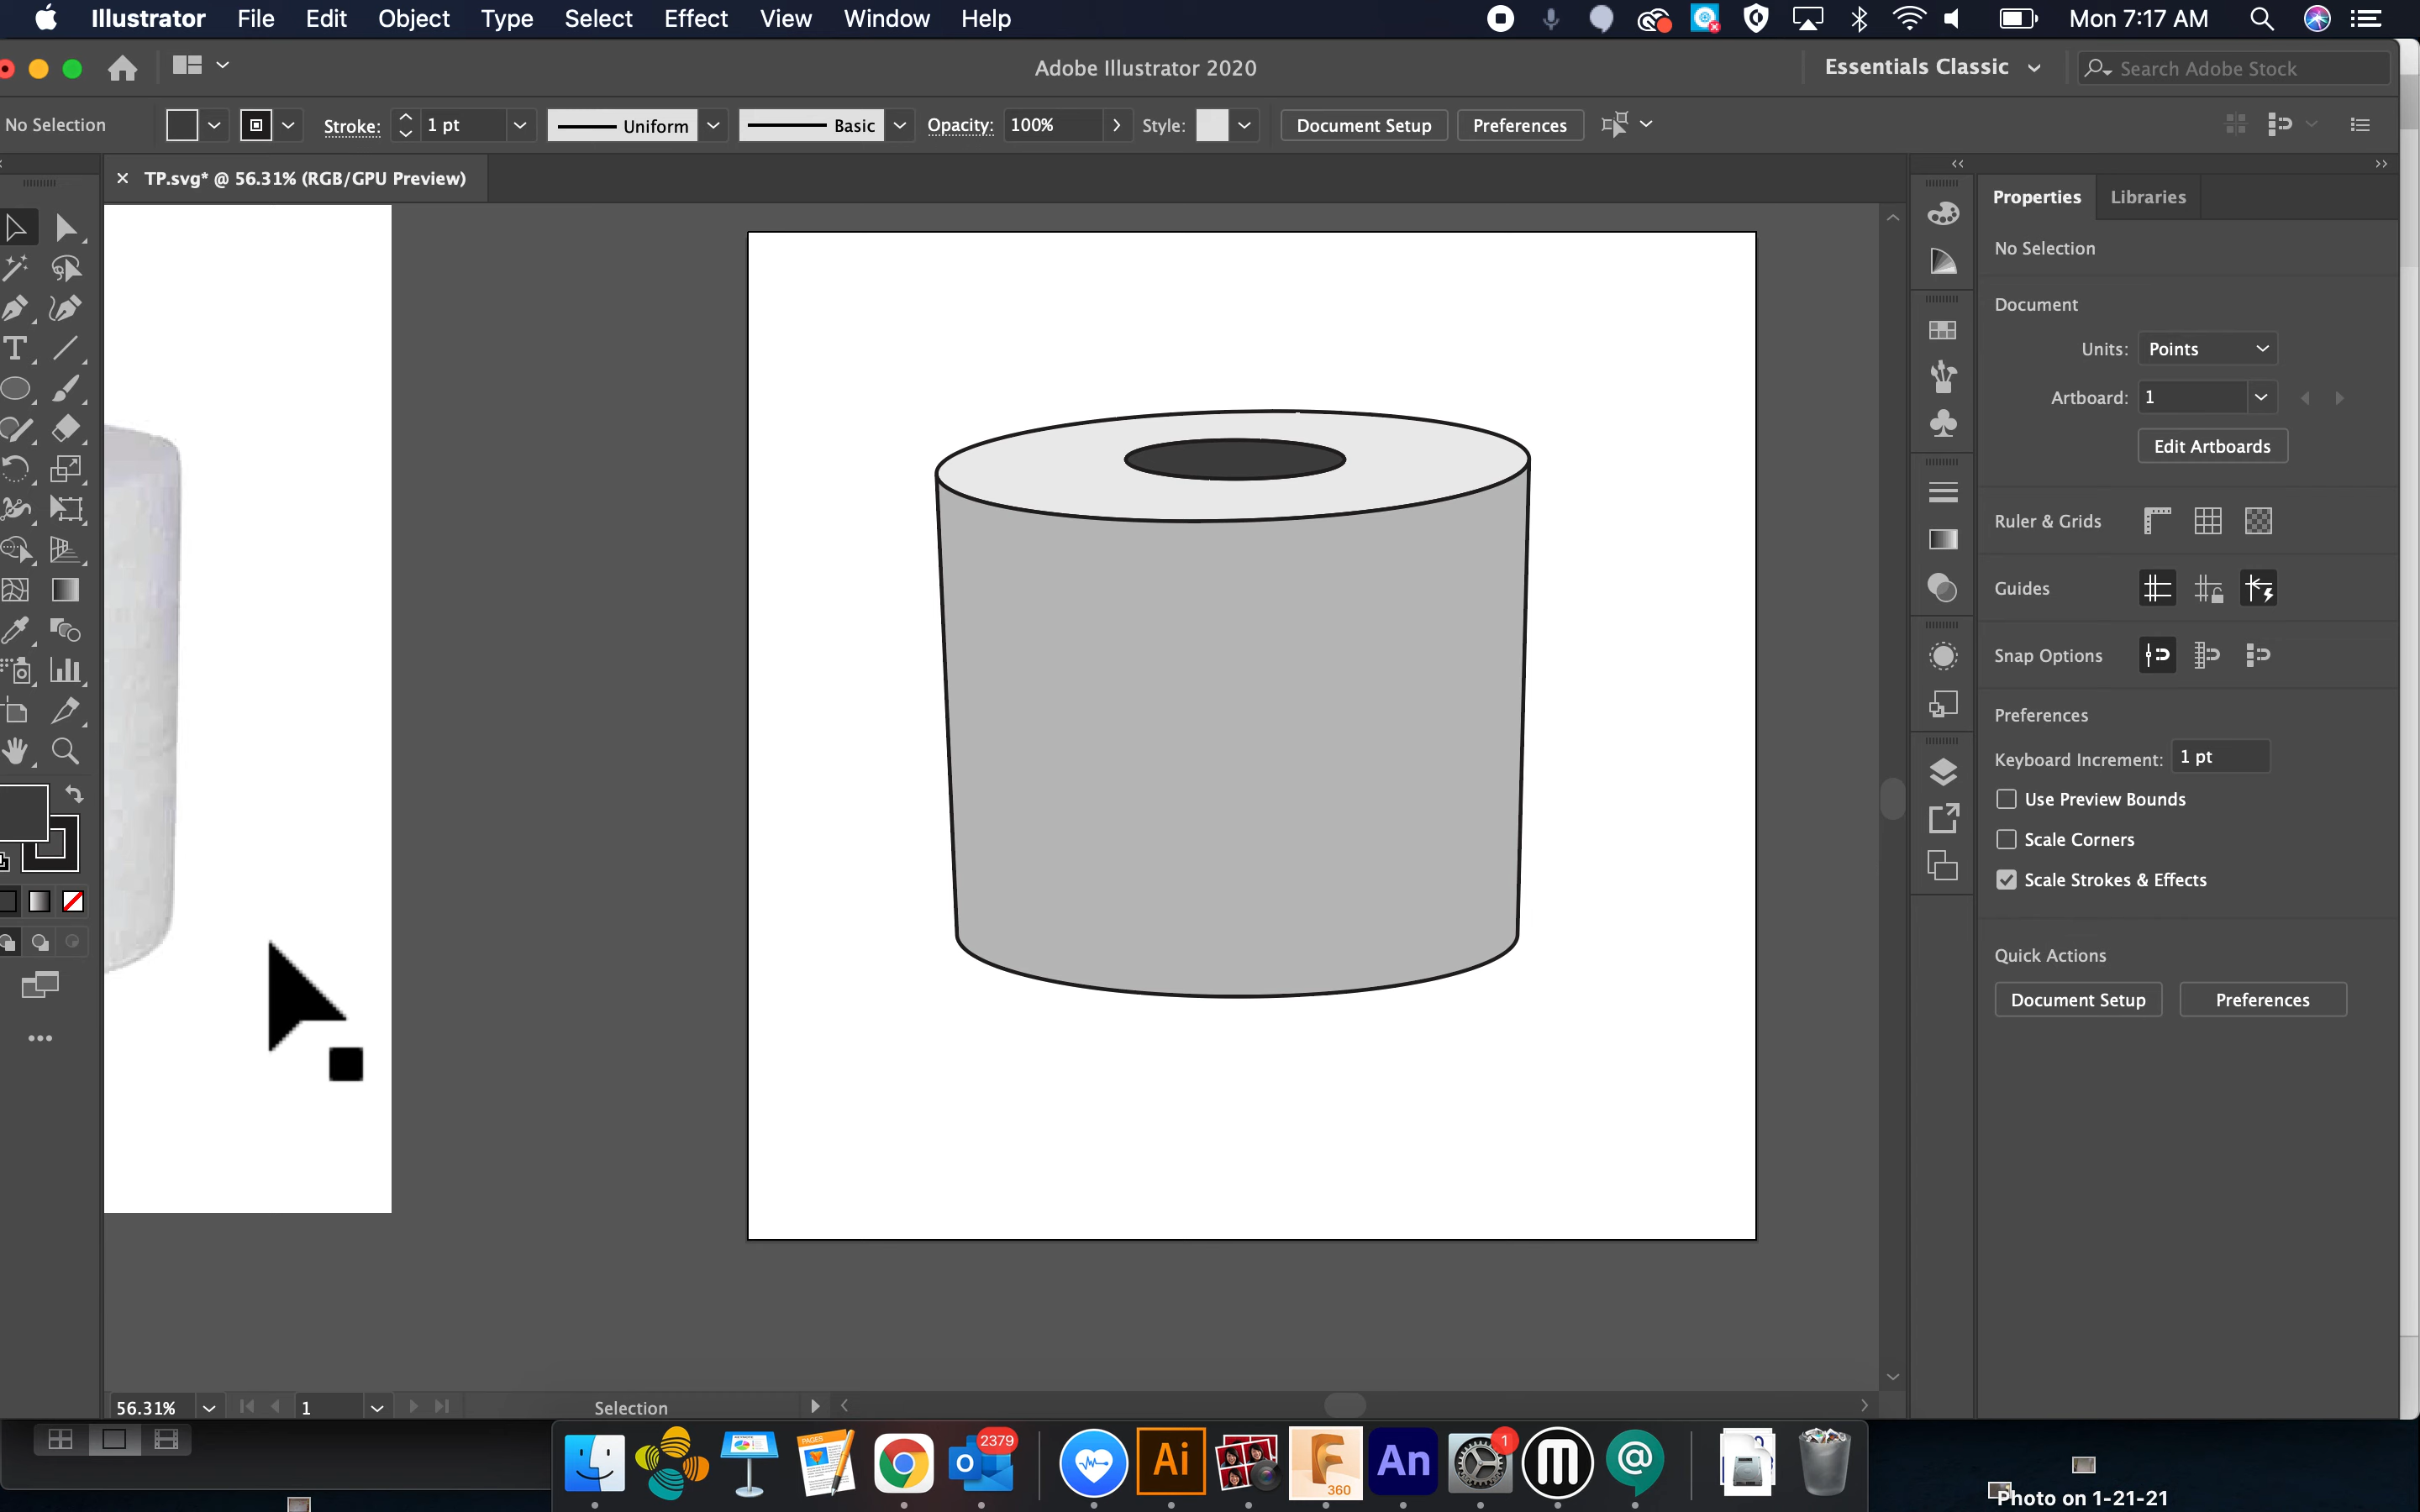 Illustrator File Edit Object Type Select Effect View Window Help Mon 7:17 AM
Adobe Illustrator 2020 Essentials Classic Search Adobe Stock
No Selection Stroke: 1 pt Uniform Basic Opacity: 100% Style: Document Setup Preferences
× TP.svg* @ 56.31% (RGB/GPU Preview)
Properties Libraries
No Selection
Document
Units: Points
Artboard: 1
Edit Artboards
Ruler & Grids
Guides
Snap Options
Preferences
Keyboard Increment: 1 pt
Use Preview Bounds
Scale Corners
Scale Strokes & Effects
Quick Actions
Document Setup Preferences
56.31% 1 Selection
2379
1
PAGES
Ai
An
360
Photo on 1-21-21